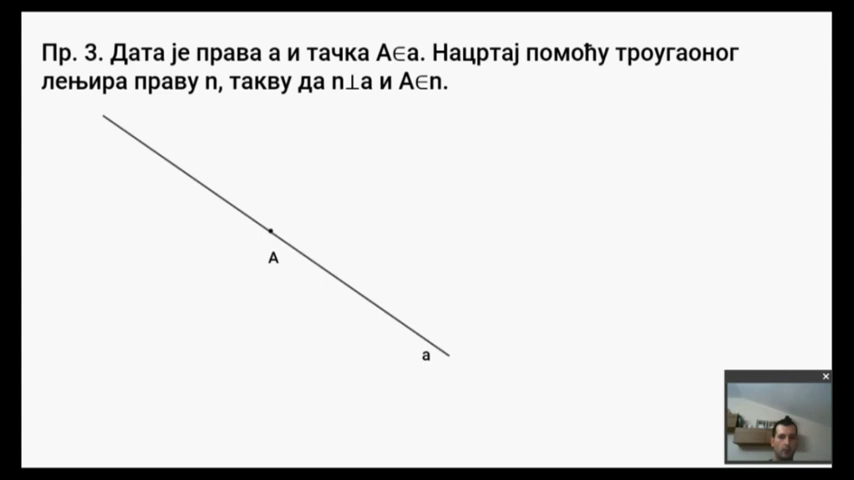 Пр. 3. Дата је права а и тачка А∈а. Нацртај помоћу троугаоног
лењира праву n, такву да n⊥a и А∈n.
А
а